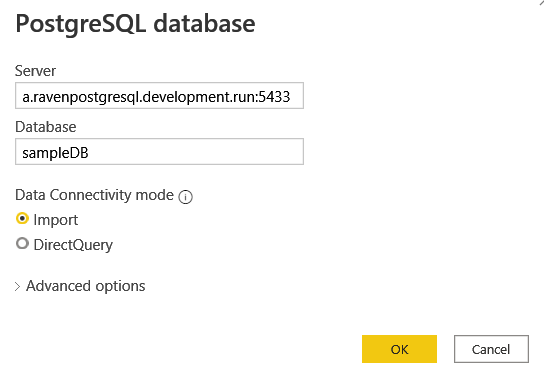 PostgreSQL database
Server
a.ravenpostgresql.development.run:5433
Database
sampleDB
Data Connectivity mode
Import
DirectQuery
Advanced options
OK Cancel